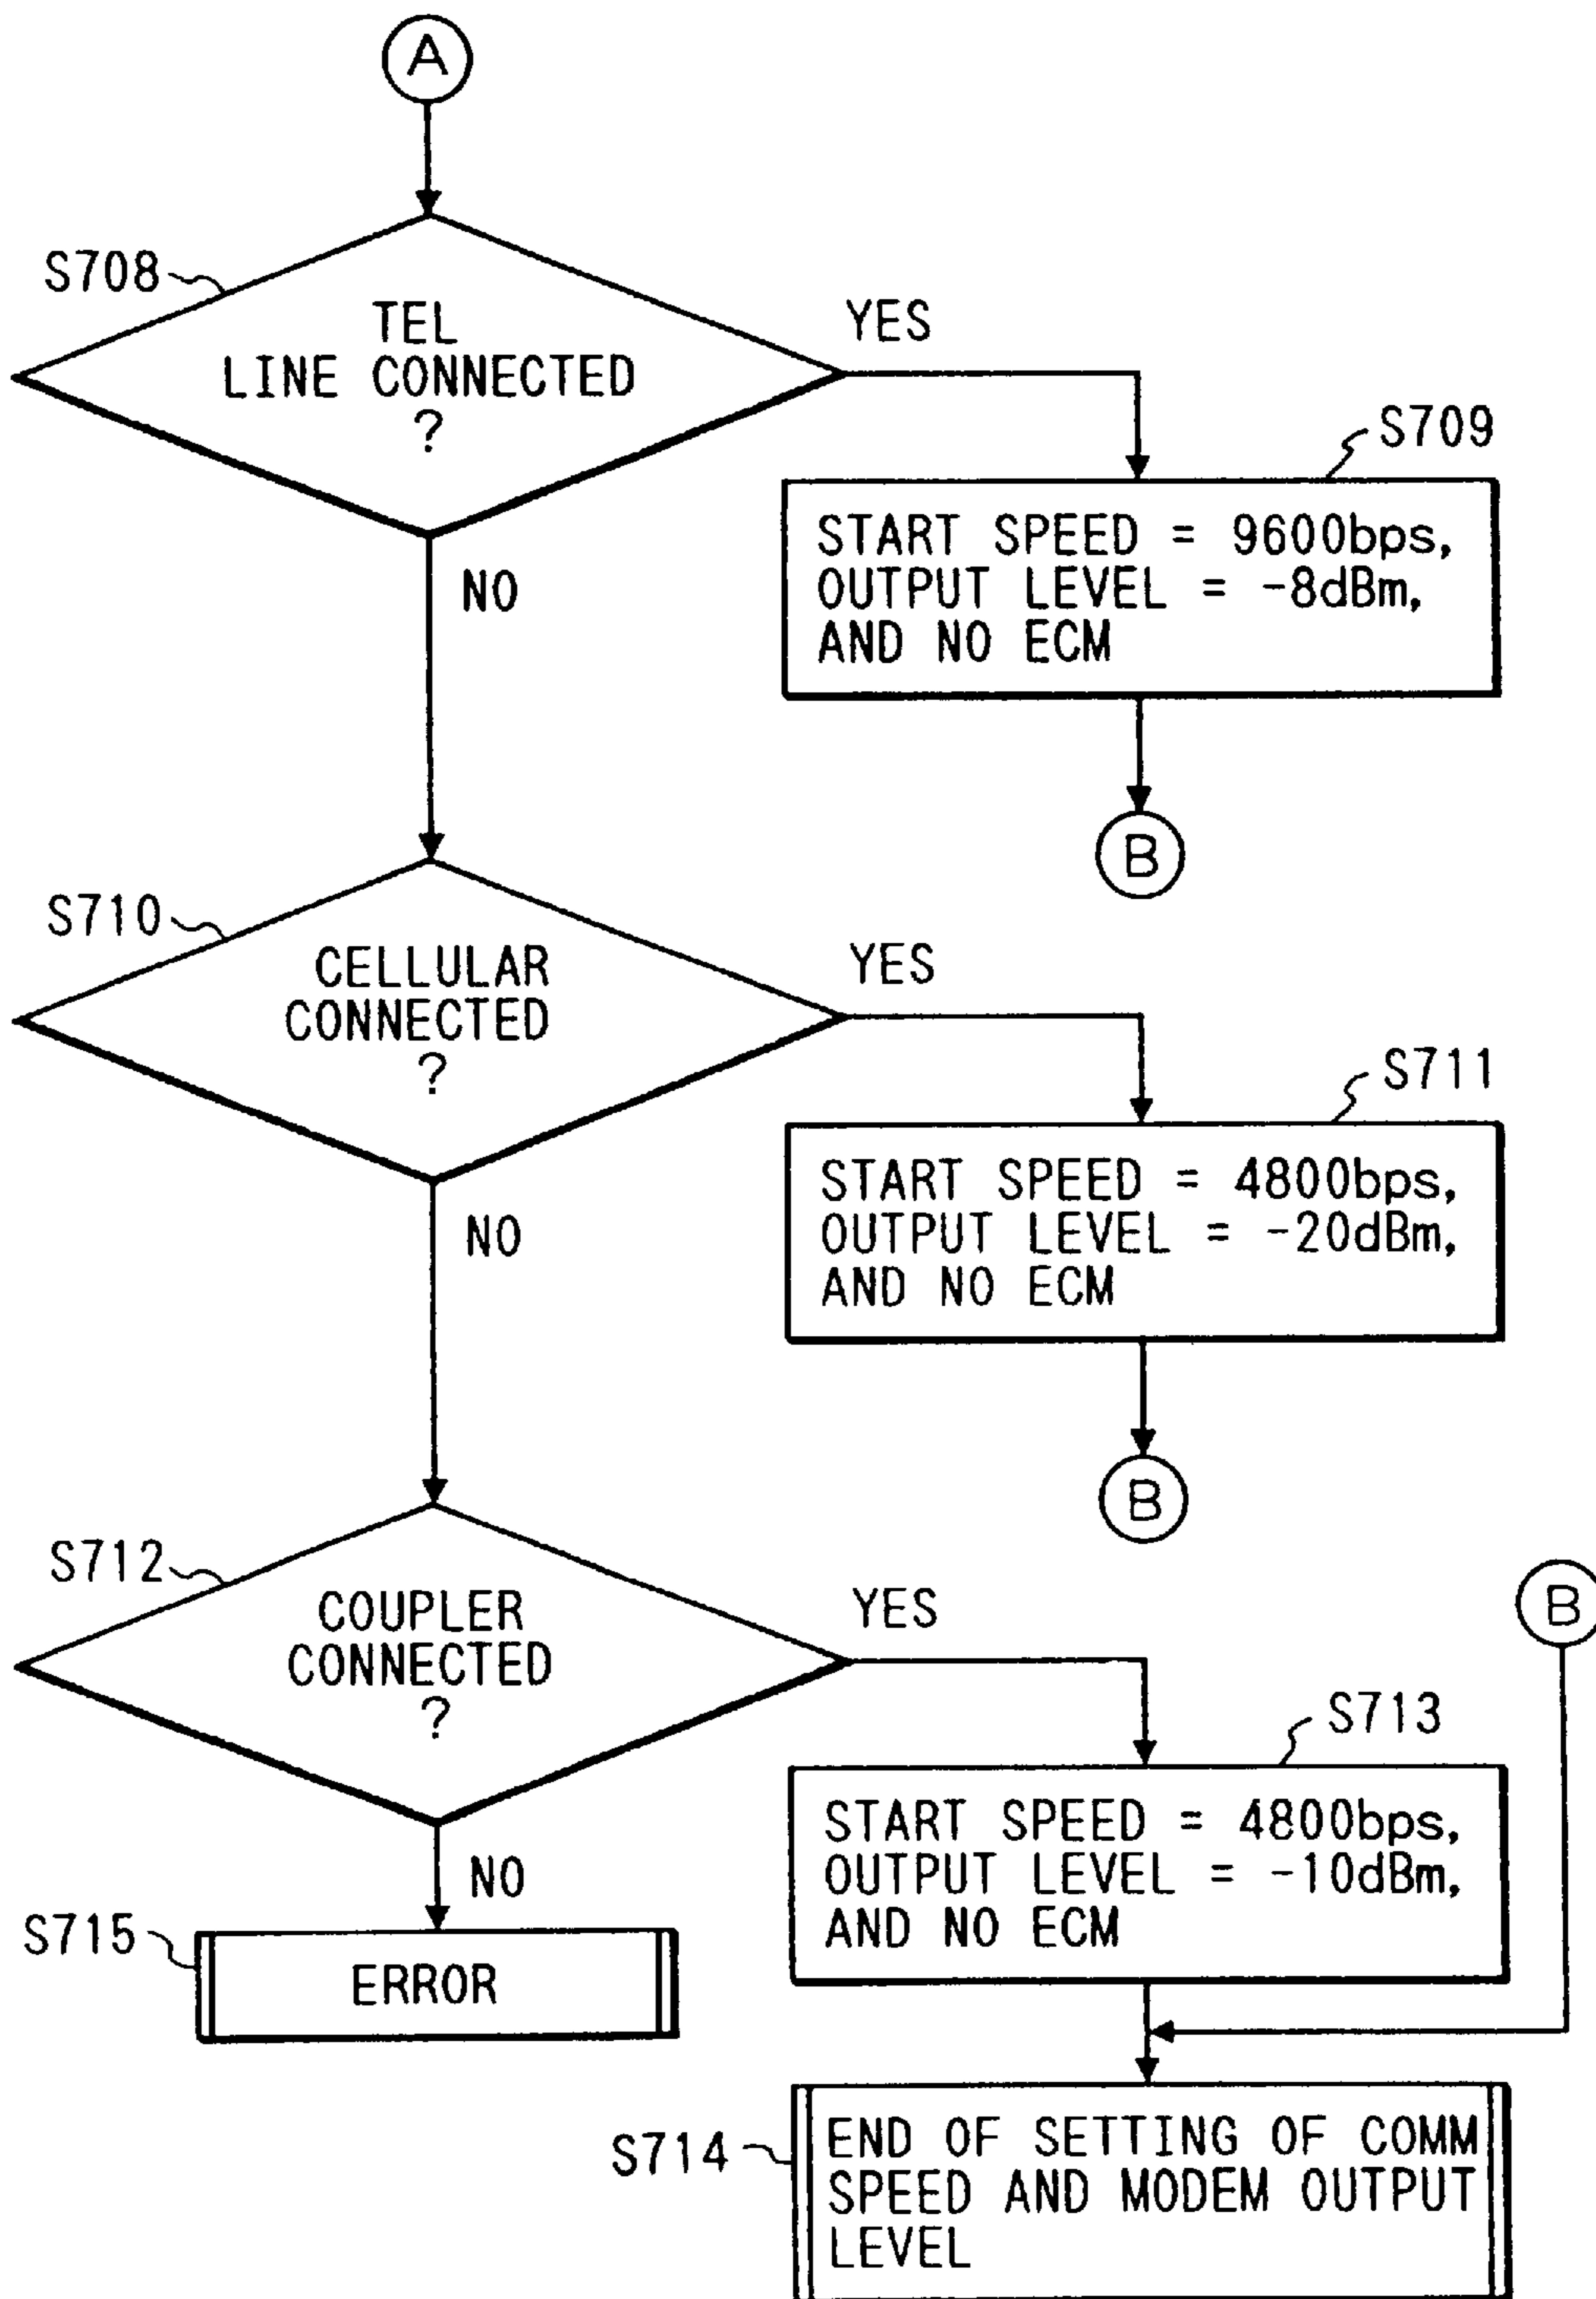 A
S708
TEL
LINE CONNECTED
?
YES
NO
S709
START SPEED = 9600bps,
OUTPUT LEVEL = -8dBm,
AND NO ECM
B
S710
CELLULAR
CONNECTED
?
YES
NO
S711
START SPEED = 4800bps,
OUTPUT LEVEL = -20dBm,
AND NO ECM
B
S712
COUPLER
CONNECTED
?
YES
NO
B
S713
START SPEED = 4800bps,
OUTPUT LEVEL = -10dBm,
AND NO ECM
S715
ERROR
S714
END OF SETTING OF COMM
SPEED AND MODEM OUTPUT
LEVEL